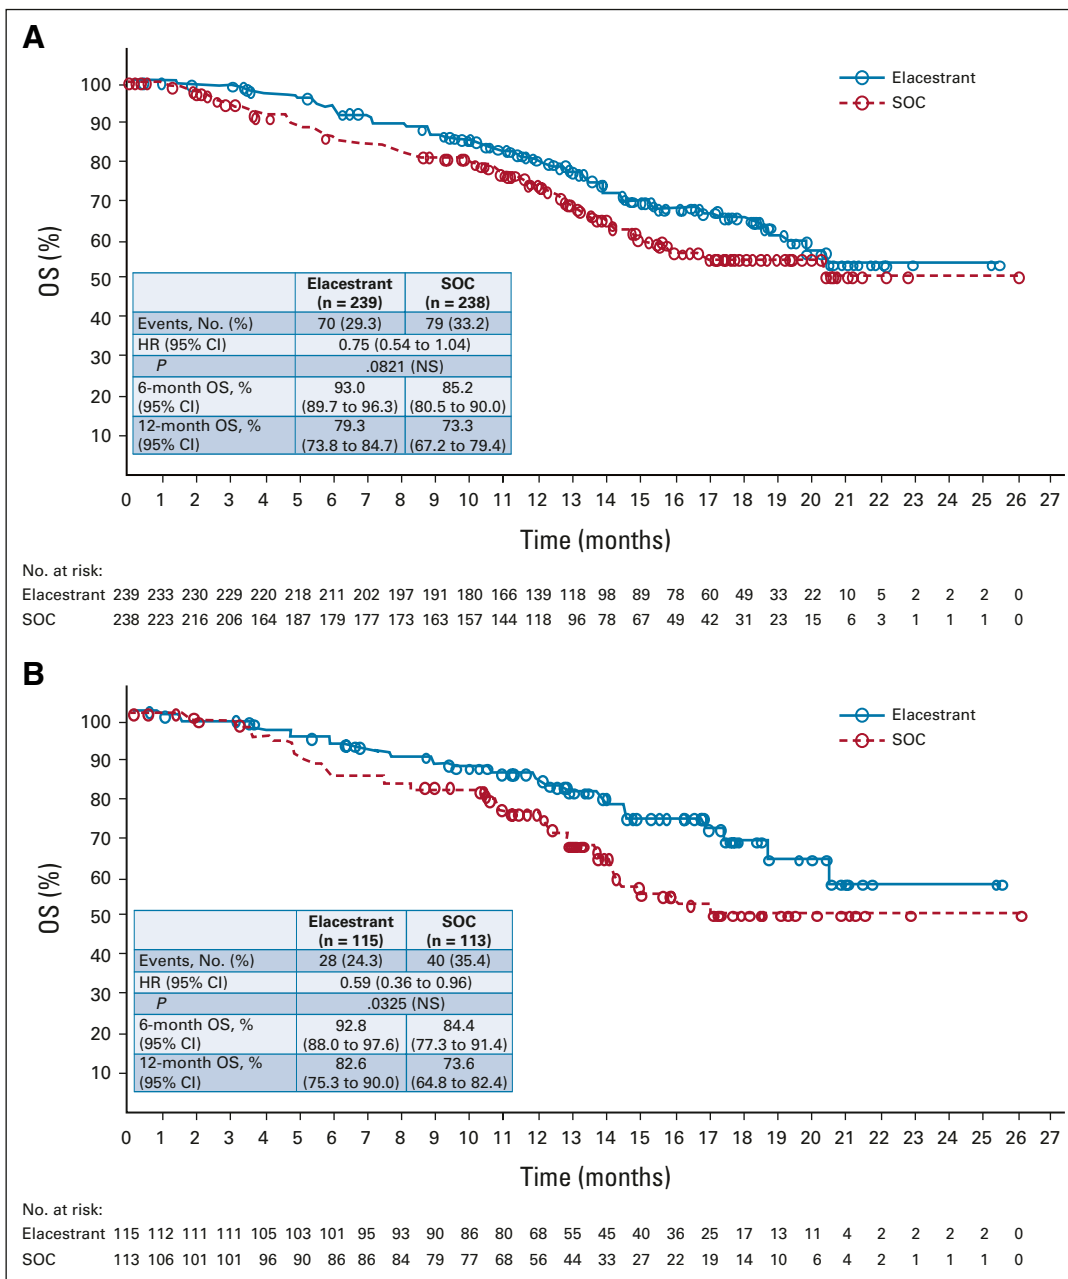 A
100
90
80
70
60
50
40
30
20
10
OS (%)
Elacestrant
SOC
Elacestrant (n = 239) SOC (n = 238)
Events, No. (%) 70 (29.3) 79 (33.2)
HR (95% CI) 0.75 (0.54 to 1.04)
P .0821 (NS)
6-month OS, % 93.0 85.2
(95% CI) (89.7 to 96.3) (80.5 to 90.0)
12-month OS, % 79.3 73.3
(95% CI) (73.8 to 84.7) (67.2 to 79.4)
0 1 2 3 4 5 6 7 8 9 10 11 12 13 14 15 16 17 18 19 20 21 22 23 24 25 26 27
Time (months)
No. at risk:
Elacestrant 239 233 230 229 220 218 211 202 197 191 180 166 139 118 98 89 78 60 49 33 22 10 5 2 2 2 0
SOC 238 223 216 206 164 187 179 177 173 163 157 144 118 96 78 67 49 42 31 23 15 6 3 1 1 1 0
B
100
90
80
70
60
50
40
30
20
10
OS (%)
Elacestrant
SOC
Elacestrant (n = 115) SOC (n = 113)
Events, No. (%) 28 (24.3) 40 (35.4)
HR (95% CI) 0.59 (0.36 to 0.96)
P .0325 (NS)
6-month OS, % 92.8 84.4
(95% CI) (88.0 to 97.6) (77.3 to 91.4)
12-month OS, % 82.6 73.6
(95% CI) (75.3 to 90.0) (64.8 to 82.4)
0 1 2 3 4 5 6 7 8 9 10 11 12 13 14 15 16 17 18 19 20 21 22 23 24 25 26 27
Time (months)
No. at risk:
Elacestrant 115 112 111 111 105 103 101 95 93 90 86 80 68 55 45 40 36 25 17 13 11 4 2 2 2 2 0
SOC 113 106 101 101 96 90 86 86 84 79 77 68 56 44 33 27 22 19 14 10 6 4 2 1 1 1 0